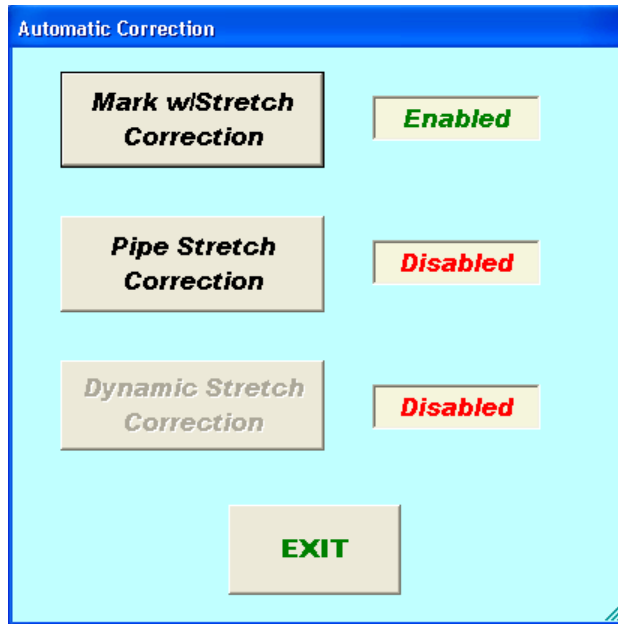 Automatic Correction
Mark w/Stretch
Correction
Enabled
Pipe Stretch
Correction
Disabled
Dynamic Stretch
Correction
Disabled
EXIT